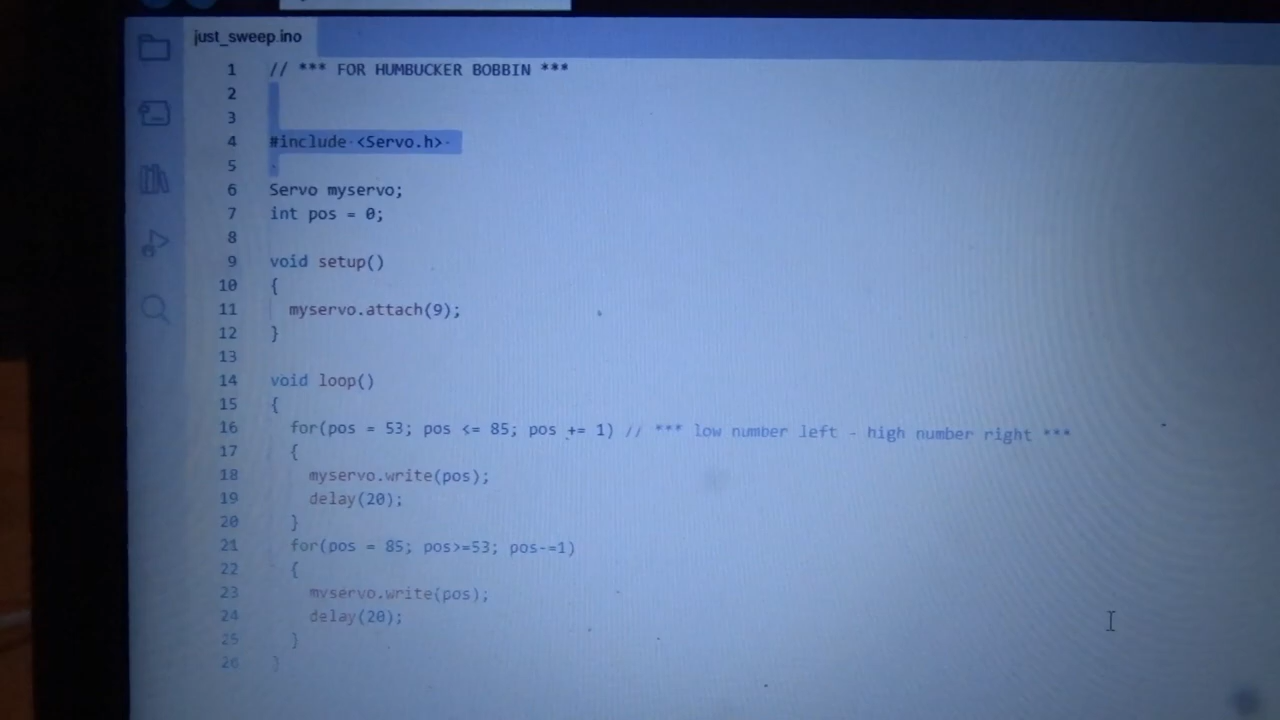 just_sweep.ino
1 // *** FOR HUMBUCKER BOBBIN ***
2
3
4 #include <Servo.h>
5
6 Servo myservo;
7 int pos = 0;
8
9 void setup()
10 {
11 myservo.attach(9);
12 }
13
14 void loop()
15 {
16 for(pos = 53; pos <= 85; pos += 1) // *** low number left - high number right ***
17 {
18 myservo.write(pos);
19 delay(20);
20 }
21 for(pos = 85; pos>=53; pos-=1)
22 {
23 myservo.write(pos);
24 delay(20);
25 }
26 }